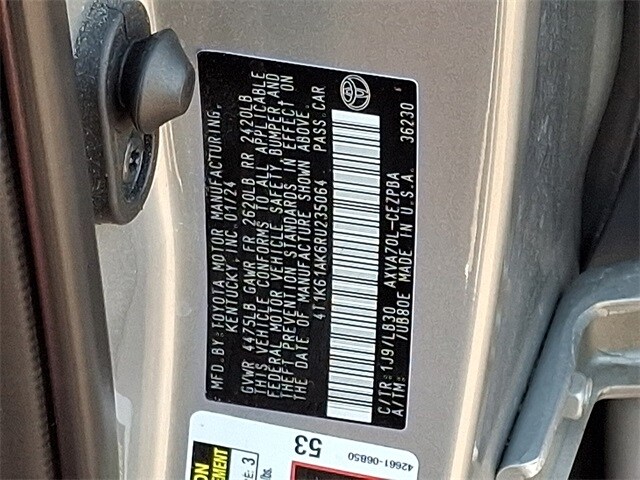 MFD.BY:TOYOTA MOTOR MANUFACTURING,
KENTUCKY, INC. 01/24
GVWR 4475LB GAWR FR 2620LB RR 2420LB
THIS VEHICLE CONFORMS TO ALL APPLICABLE
FEDERAL MOTOR VEHICLE SAFETY, BUMPER, AND
THEFT PREVENTION STANDARDS IN EFFECT ON
THE DATE OF MANUFACTURE SHOWN ABOVE.
4T1K61AK6RU235064 PASS.CAR
C/TR:1J9/LB30 AXVA70L-CEZPBA 36230
A/TM: /UB80E MADE IN U.S.A.
42661-06B50
53